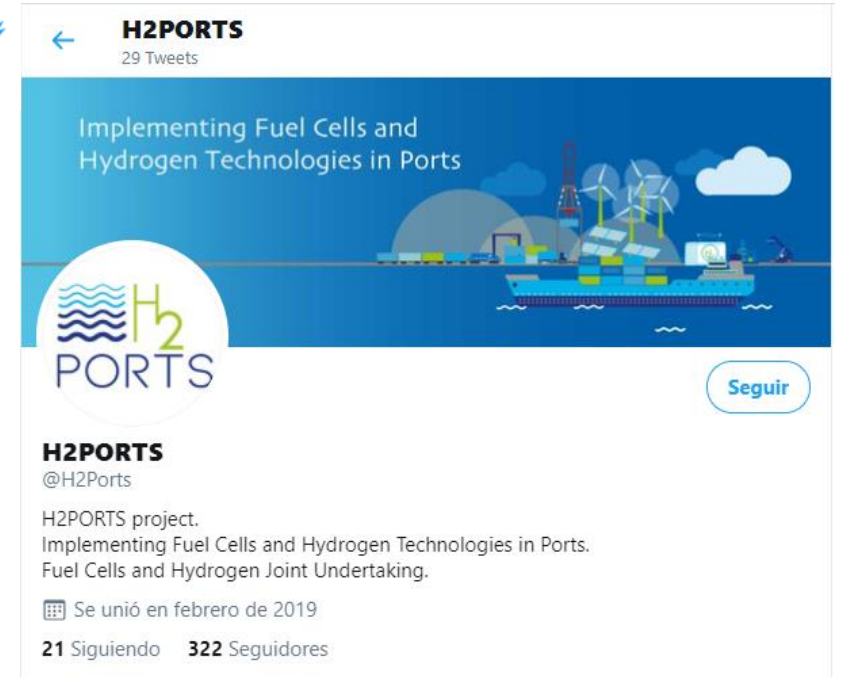 H2PORTS
29 Tweets
Implementing Fuel Cells and
Hydrogen Technologies in Ports
H2
PORTS
Seguir
H2PORTS
@H2Ports
H2PORTS project.
Implementing Fuel Cells and Hydrogen Technologies in Ports.
Fuel Cells and Hydrogen Joint Undertaking.
Se unió en febrero de 2019
21 Siguiendo 322 Seguidores